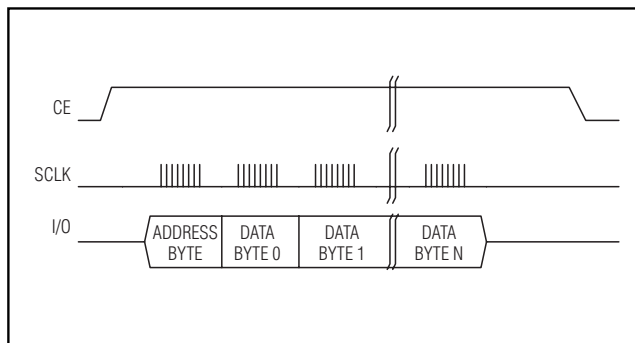 CE
SCLK
I/O
ADDRESS
BYTE
DATA
BYTE 0
DATA
BYTE 1
DATA
BYTE N